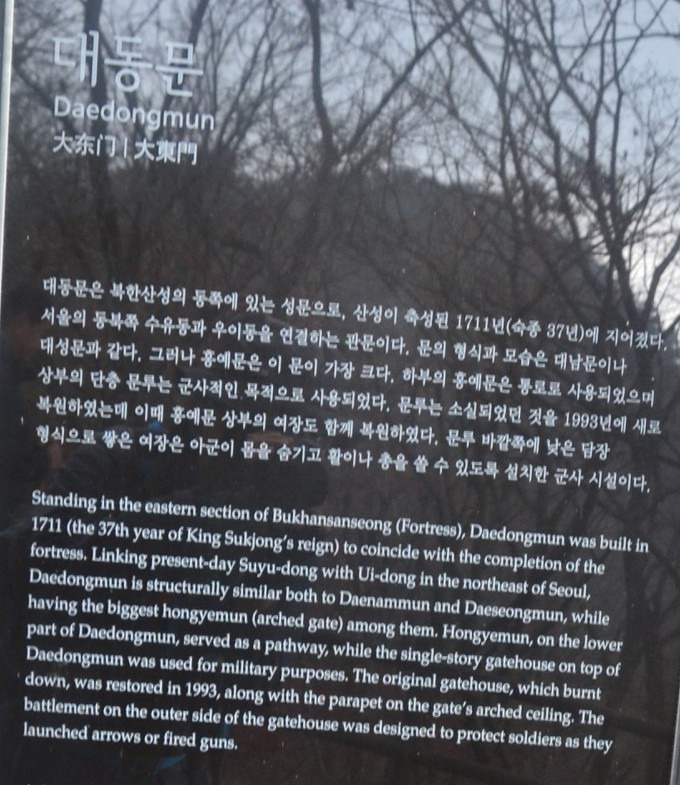 대동문
Daedongmun
大东门 | 大東門
대동문은 북한산성의 동쪽에 있는 성문으로, 산성이 축성된 1711년(숙종 37년)에 지어졌다.
서울의 동북쪽 수유동과 우이동을 연결하는 관문이다. 문의 형식과 모습은 대남문이나
대성문과 같다. 그러나 홍예문은 이 문이 가장 크다. 하부의 홍예문은 통로로 사용되었으며
상부의 단층 문루는 군사적인 목적으로 사용되었다. 문루는 소실되었던 것을 1993년에 새로
복원하였는데 이때 홍예문 상부의 여장도 함께 복원하였다. 문루 바깥쪽에 낮은 담장
형식으로 쌓은 여장은 아군이 몸을 숨기고 활이나 총을 쏠 수 있도록 설치한 군사 시설이다.
Standing in the eastern section of Bukhansanseong (Fortress), Daedongmun was built in
1711 (the 37th year of King Sukjong's reign) to coincide with the completion of the
fortress. Linking present-day Suyu-dong with Ui-dong in the northeast of Seoul,
Daedongmun is structurally similar both to Daenammun and Daeseongmun, while
having the biggest hongyemun (arched gate) among them. Hongyemun, on the lower
part of Daedongmun, served as a pathway, while the single-story gatehouse on top of
Daedongmun was used for military purposes. The original gatehouse, which burnt
down, was restored in 1993, along with the parapet on the gate's arched ceiling. The
battlement on the outer side of the gatehouse was designed to protect soldiers as they
launched arrows or fired guns.